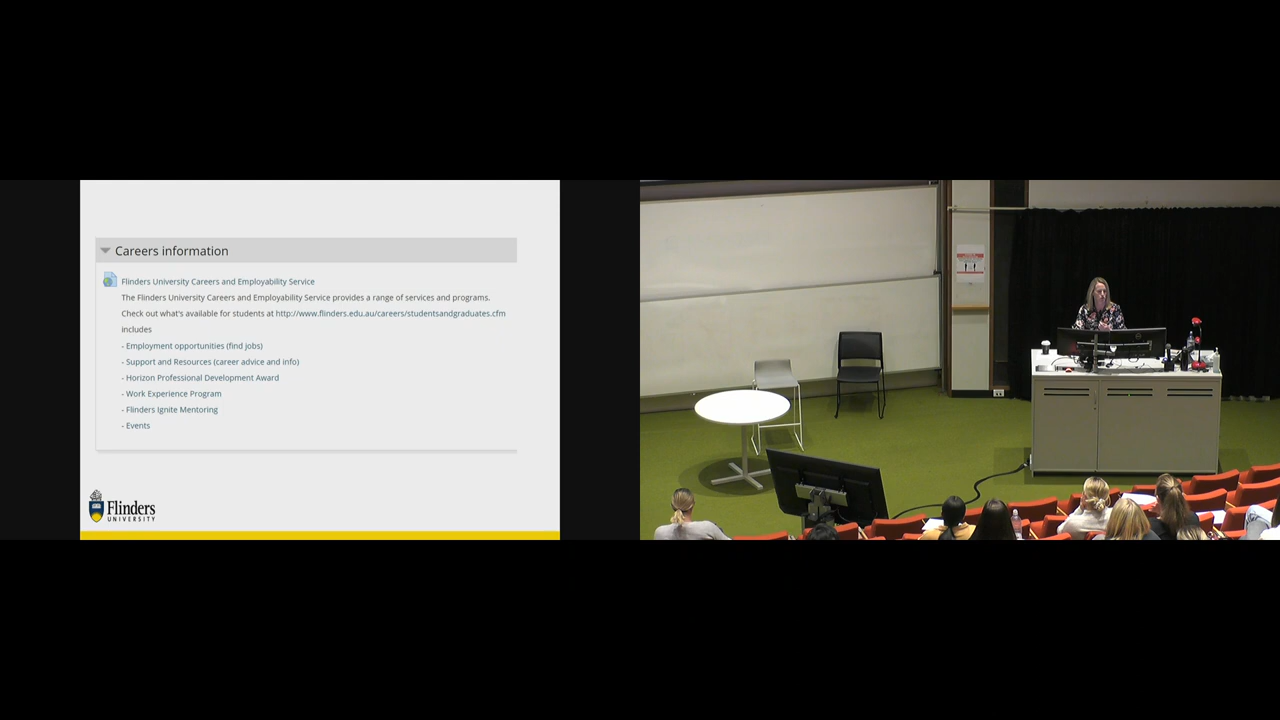 Careers information
Flinders University Careers and Employability Service
The Flinders University Careers and Employability Service provides a range of services and programs.
Check out what's available for students at http://www.flinders.edu.au/careers/studentsandgraduates.cfm
includes
- Employment opportunities (find jobs)
- Support and Resources (career advice and info)
- Horizon Professional Development Award
- Work Experience Program
- Flinders Ignite Mentoring
- Events
Flinders
UNIVERSITY